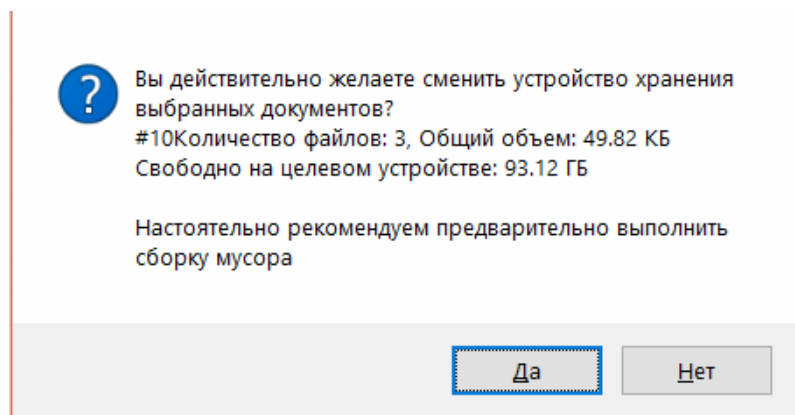 ?
Вы действительно желаете сменить устройство хранения
выбранных документов?
#10Количество файлов: 3, Общий объем: 49.82 КБ
Свободно на целевом устройстве: 93.12 ГБ
Настоятельно рекомендуем предварительно выполнить
сборку мусора
Да
Нет